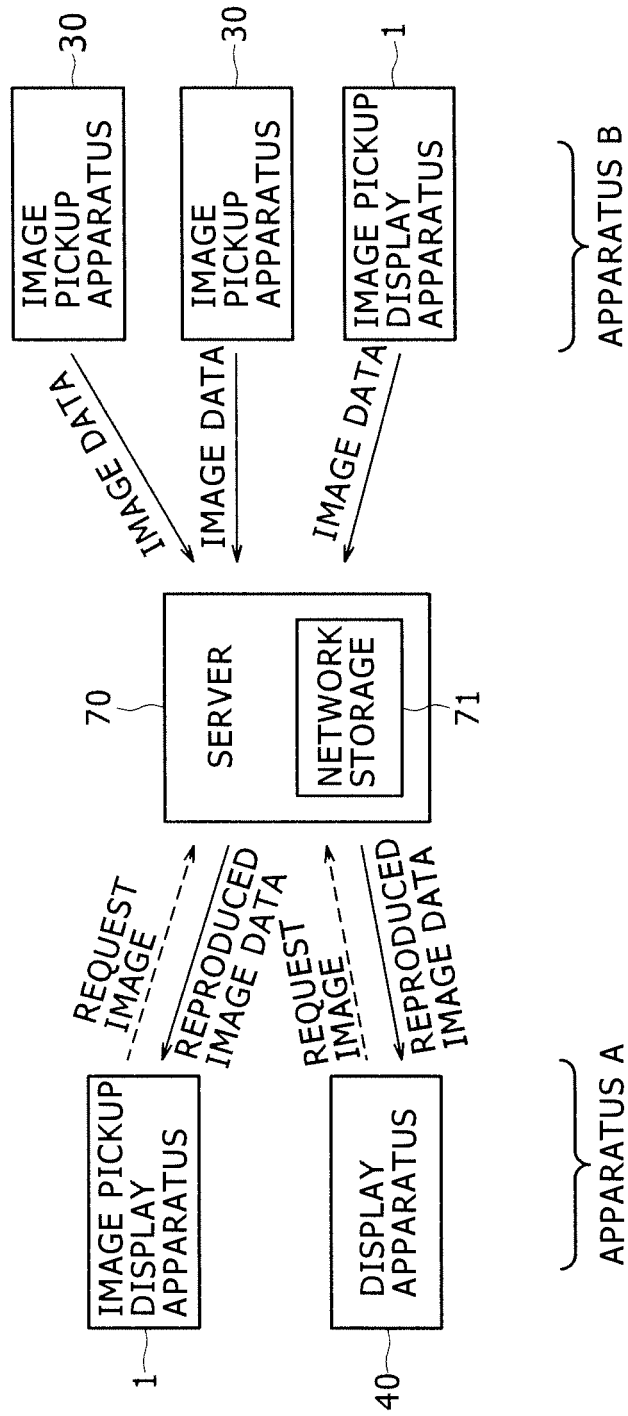 1
IMAGE PICKUP
DISPLAY
APPARATUS
40
DISPLAY
APPARATUS
APPARATUS A
REQUEST
IMAGE
REPRODUCED
IMAGE DATA
REQUEST
IMAGE
REPRODUCED
IMAGE DATA
70
SERVER
NETWORK
STORAGE
71
IMAGE DATA
IMAGE DATA
IMAGE DATA
IMAGE
PICKUP
APPARATUS
30
IMAGE
PICKUP
APPARATUS
30
IMAGE PICKUP
DISPLAY
APPARATUS
1
APPARATUS B